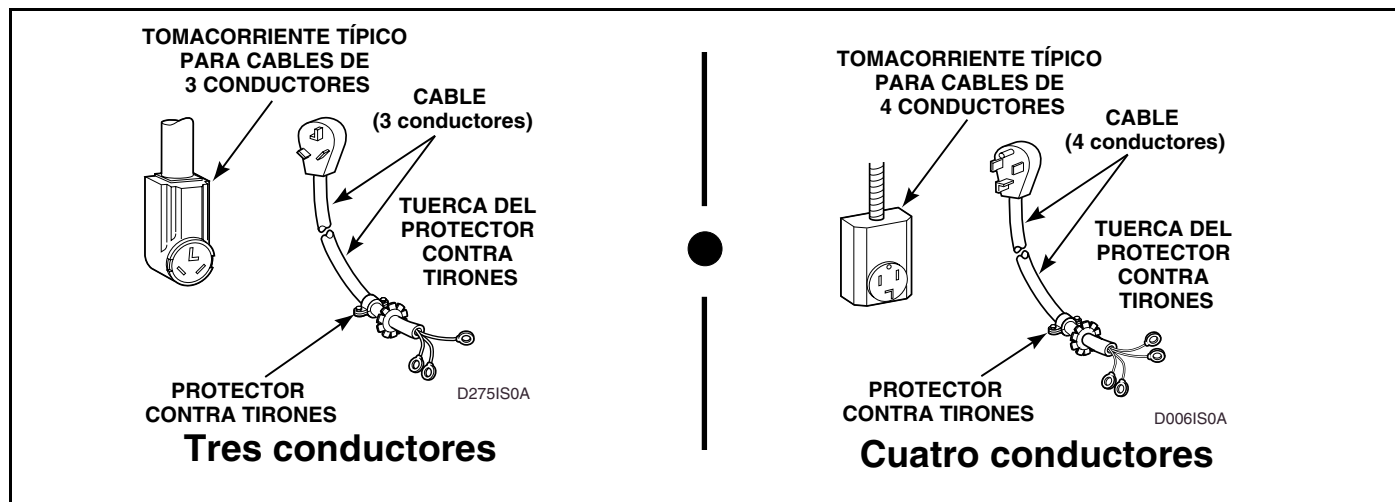 TOMACORRIENTE TÍPICO
PARA CABLES DE
3 CONDUCTORES
CABLE
(3 conductores)
TUERCA DEL
PROTECTOR
CONTRA
TIRONES
PROTECTOR
CONTRA TIRONES
D275IS0A
Tres conductores
TOMACORRIENTE TÍPICO
PARA CABLES DE
4 CONDUCTORES
CABLE
(4 conductores)
TUERCA DEL
PROTECTOR
CONTRA
TIRONES
PROTECTOR
CONTRA TIRONES
D006IS0A
Cuatro conductores